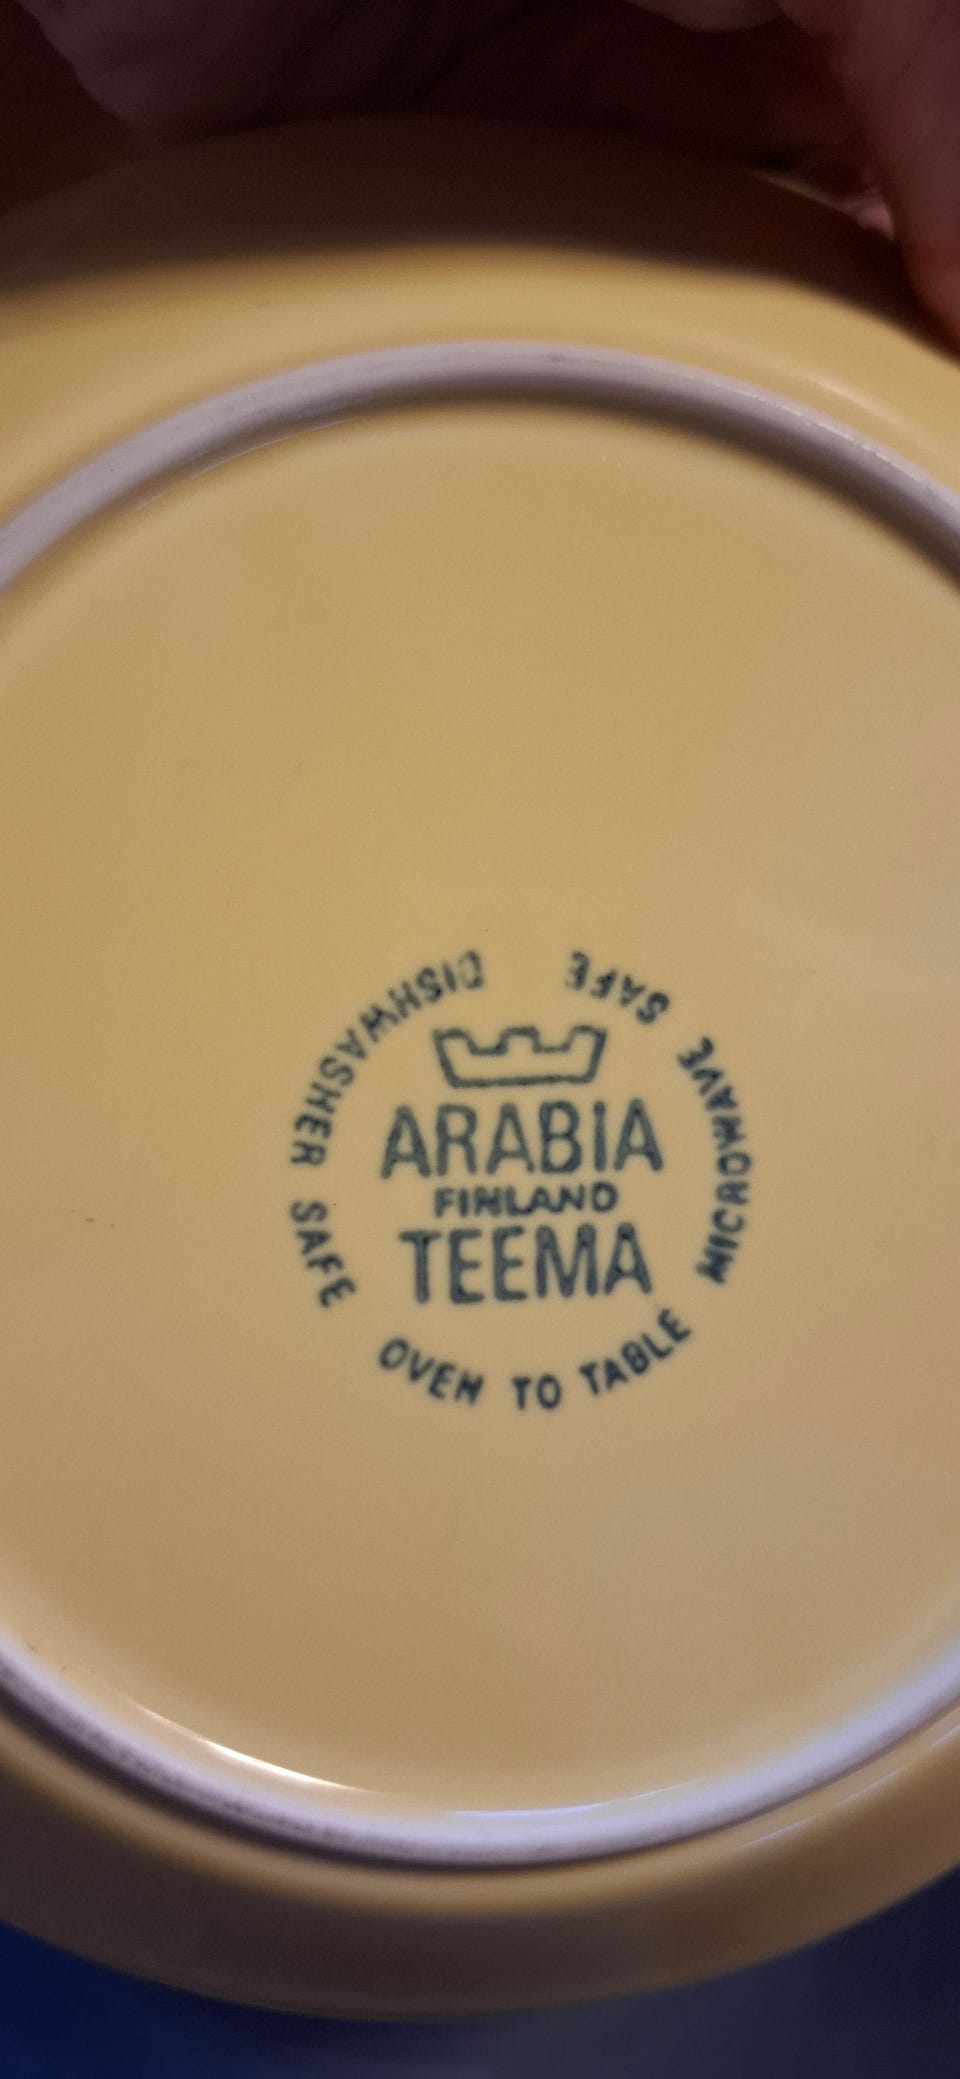 ARABIA
FINLAND
TEEMA
DISHWASHER SAFE
OVEN TO TABLE
MICROWAVE SAFE